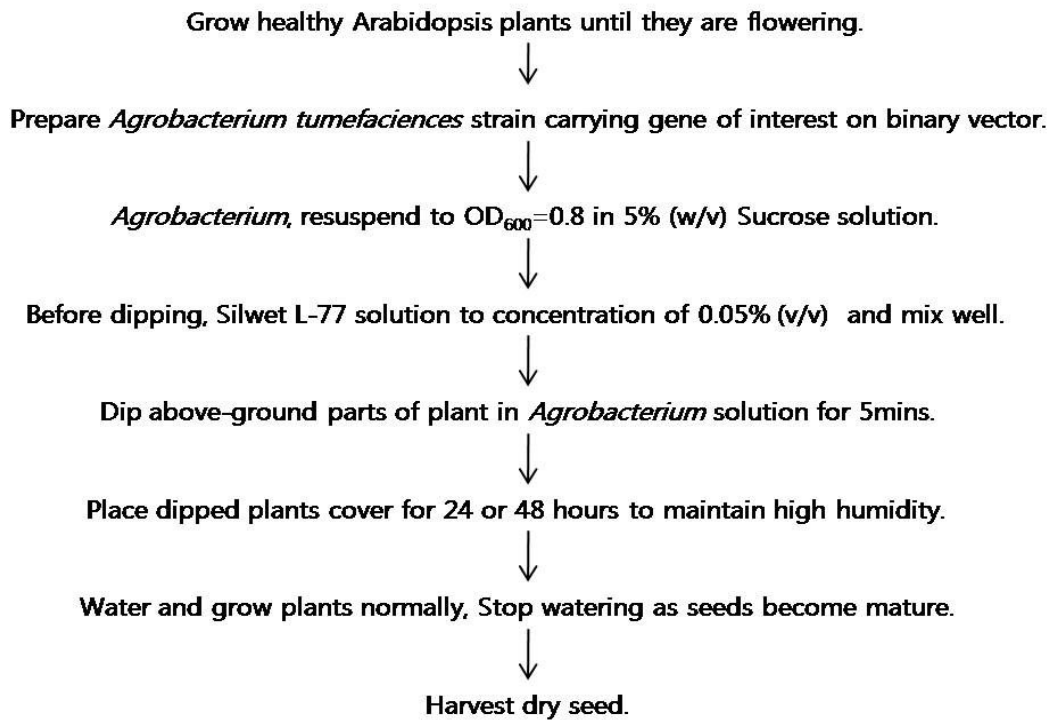 Grow healthy Arabidopsis plants until they are flowering.
Prepare Agrobacterium tumefaciences strain carrying gene of interest on binary vector.
Agrobacterium, resuspend to OD600=0.8 in 5% (w/v) Sucrose solution.
Before dipping, Silwet L-77 solution to concentration of 0.05% (v/v) and mix well.
Dip above-ground parts of plant in Agrobacterium solution for 5mins.
Place dipped plants cover for 24 or 48 hours to maintain high humidity.
Water and grow plants normally, Stop watering as seeds become mature.
Harvest dry seed.